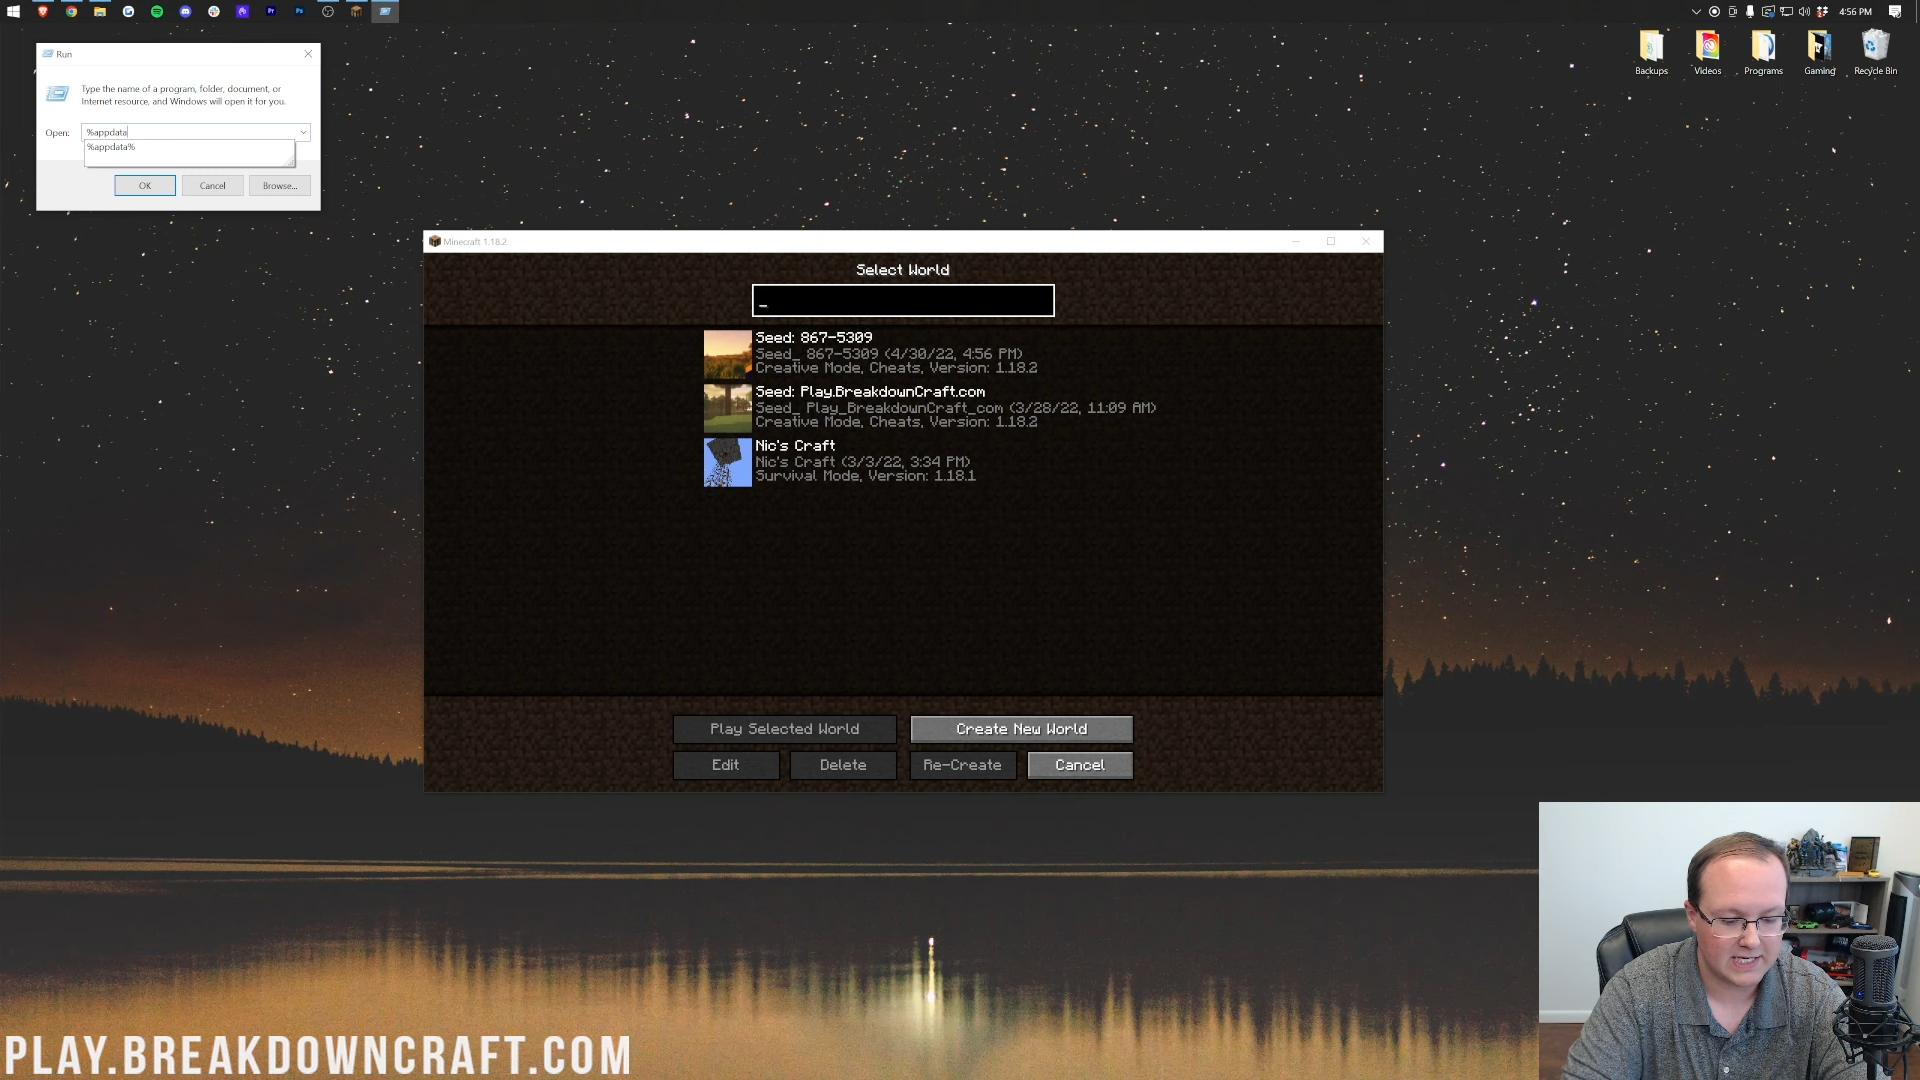 4:56 PM
Run
Type the name of a program, folder, document, or
Internet resource, and Windows will open it for you.
Open:
%appdata
%appdata%
OK
Cancel
Browse...
Backups
Videos
Programs
Gaming
Recycle Bin
Minecraft 1.18.2
Select World
_
Seed: 867-5309
Seed_ 867-5309 (4/30/22, 4:56 PM)
Creative Mode, Cheats, Version: 1.18.2
Seed: Play.BreakdownCraft.com
Seed_ Play_BreakdownCraft_com (3/28/22, 11:09 AM)
Creative Mode, Cheats, Version: 1.18.2
Nic's Craft
Nic's Craft (3/3/22, 3:34 PM)
Survival Mode, Version: 1.18.1
Play Selected World
Create New World
Edit
Delete
Re-Create
Cancel
PLAY.BREAKDOWNCRAFT.COM